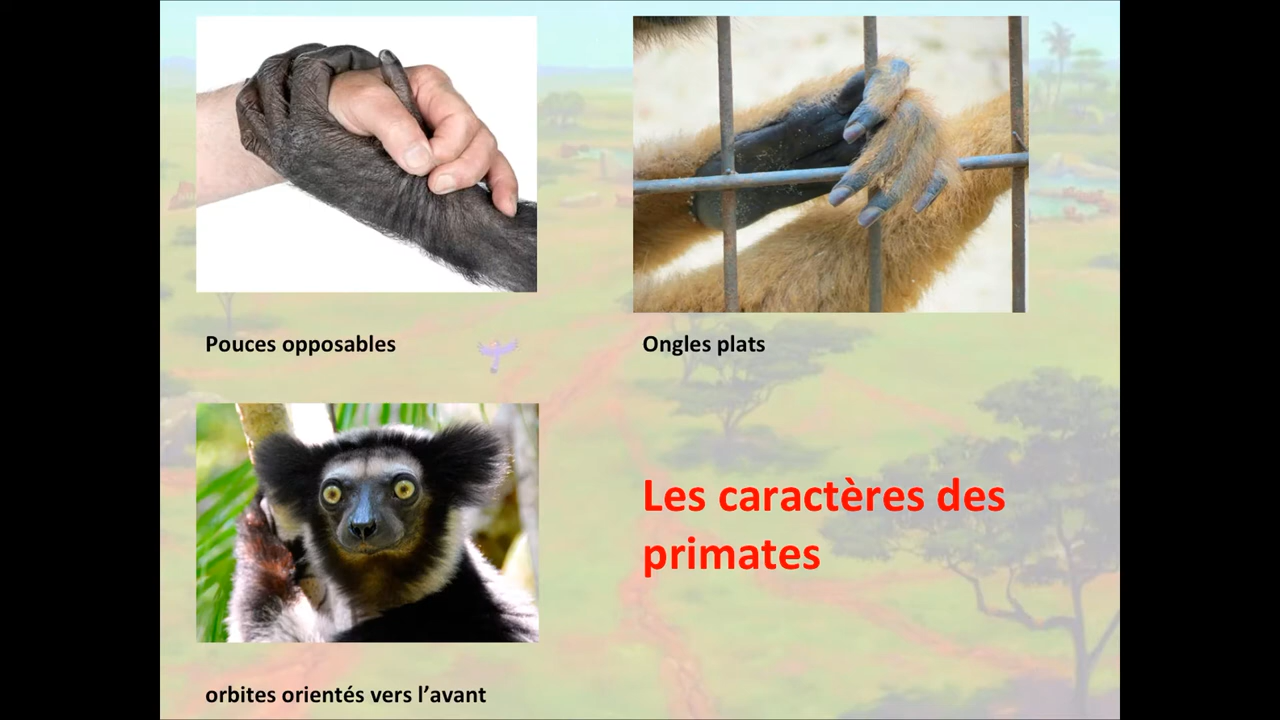 Pouces opposables
Ongles plats
Les caractères des
primates
orbites orientés vers l’avant